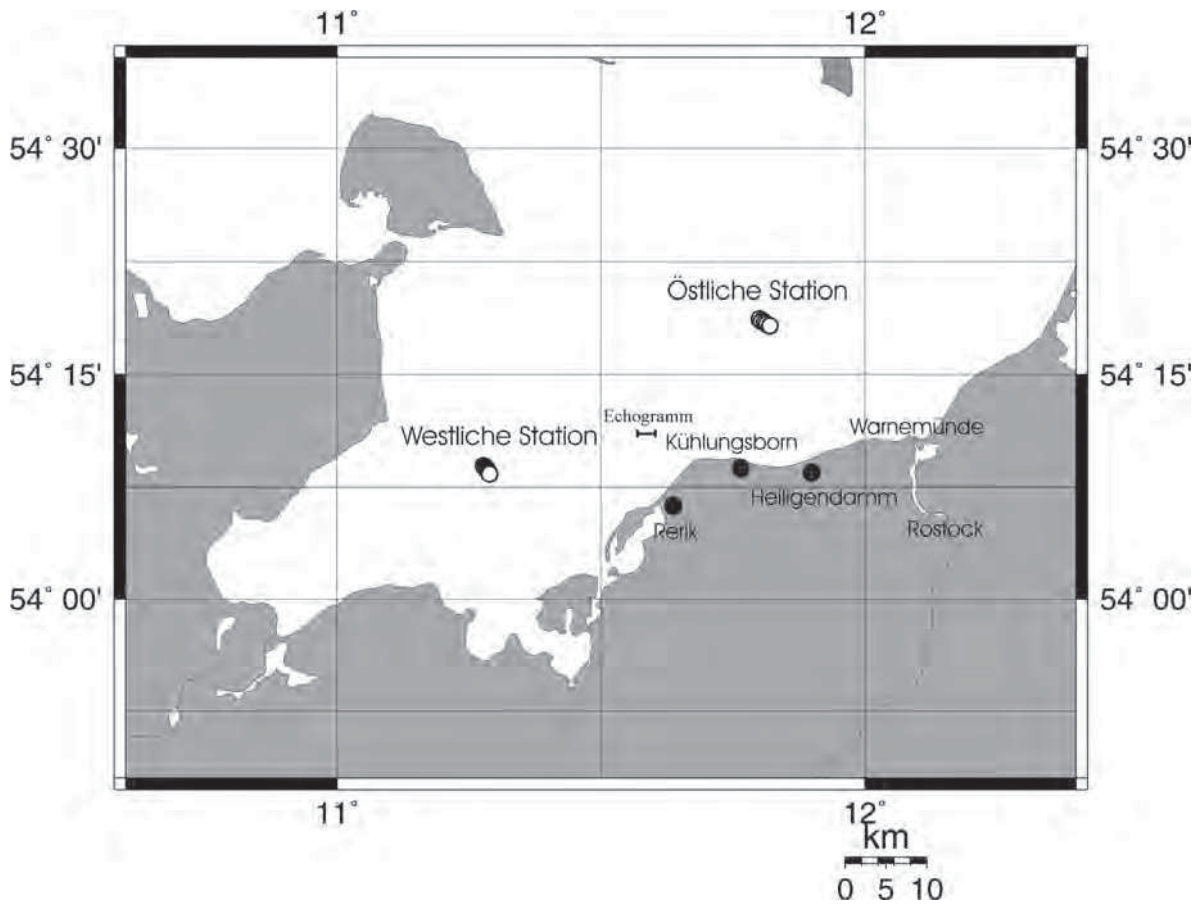 11°
12°
54° 30'
54° 30'
Östliche Station
54° 15'
54° 15'
Echogramm
Westliche Station
Kühlungsborn
Warnemünde
Heiligendamm
Rerik
Rostock
54° 00'
54° 00'
11°
12°
km
0 5 10